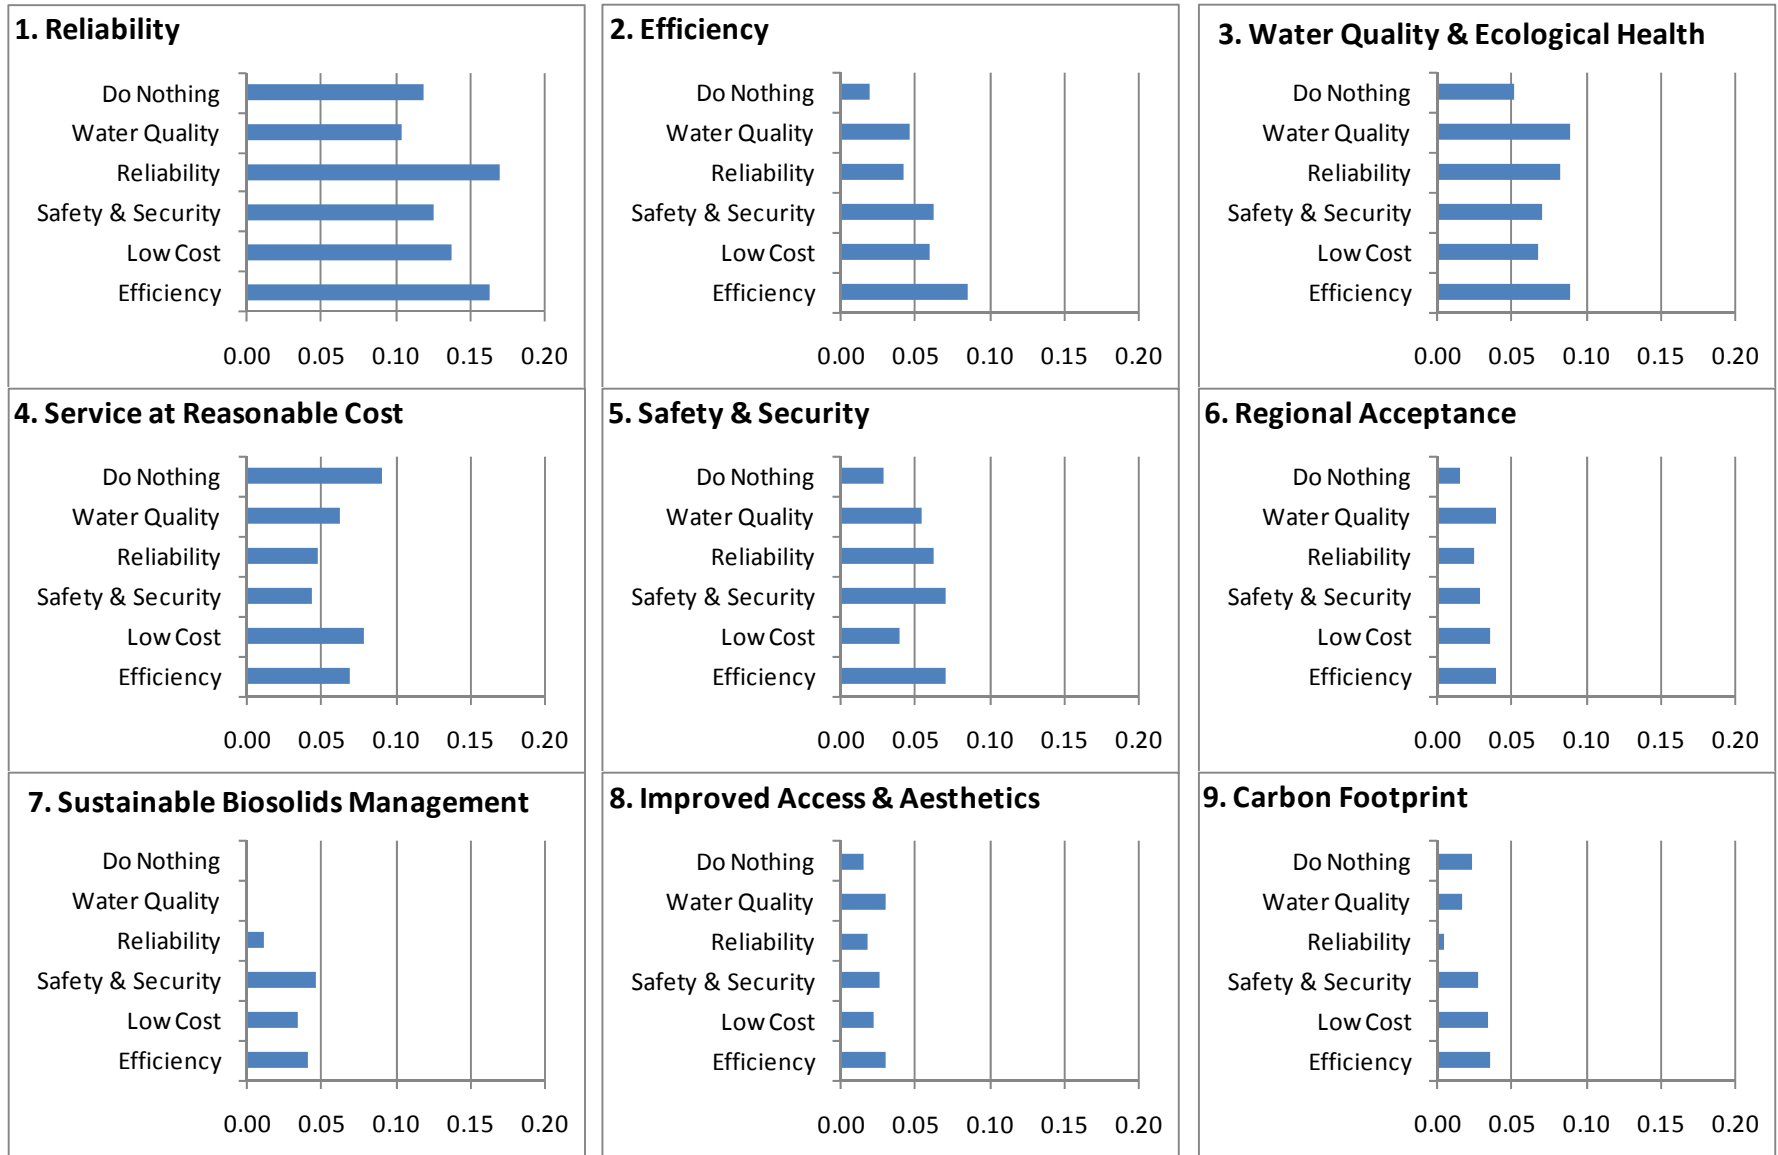 1. Reliability
Do Nothing
Water Quality
Reliability
Safety & Security
Low Cost
Efficiency
0.00 0.05 0.10 0.15 0.20
2. Efficiency
Do Nothing
Water Quality
Reliability
Safety & Security
Low Cost
Efficiency
0.00 0.05 0.10 0.15 0.20
3. Water Quality & Ecological Health
Do Nothing
Water Quality
Reliability
Safety & Security
Low Cost
Efficiency
0.00 0.05 0.10 0.15 0.20
4. Service at Reasonable Cost
Do Nothing
Water Quality
Reliability
Safety & Security
Low Cost
Efficiency
0.00 0.05 0.10 0.15 0.20
5. Safety & Security
Do Nothing
Water Quality
Reliability
Safety & Security
Low Cost
Efficiency
0.00 0.05 0.10 0.15 0.20
6. Regional Acceptance
Do Nothing
Water Quality
Reliability
Safety & Security
Low Cost
Efficiency
0.00 0.05 0.10 0.15 0.20
7. Sustainable Biosolids Management
Do Nothing
Water Quality
Reliability
Safety & Security
Low Cost
Efficiency
0.00 0.05 0.10 0.15 0.20
8. Improved Access & Aesthetics
Do Nothing
Water Quality
Reliability
Safety & Security
Low Cost
Efficiency
0.00 0.05 0.10 0.15 0.20
9. Carbon Footprint
Do Nothing
Water Quality
Reliability
Safety & Security
Low Cost
Efficiency
0.00 0.05 0.10 0.15 0.20